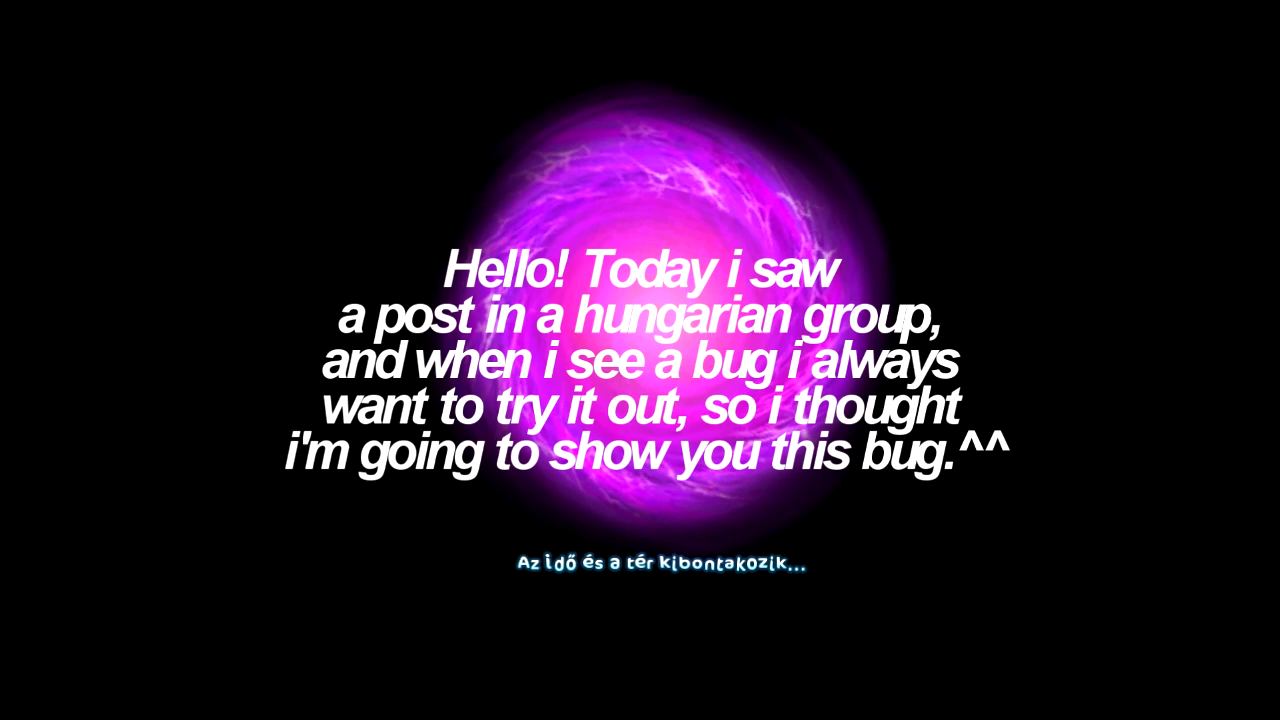 Hello! Today i saw
a post in a hungarian group,
and when i see a bug i always
want to try it out, so i thought
i'm going to show you this bug.^^
Az idő és a tér kibontakozik...